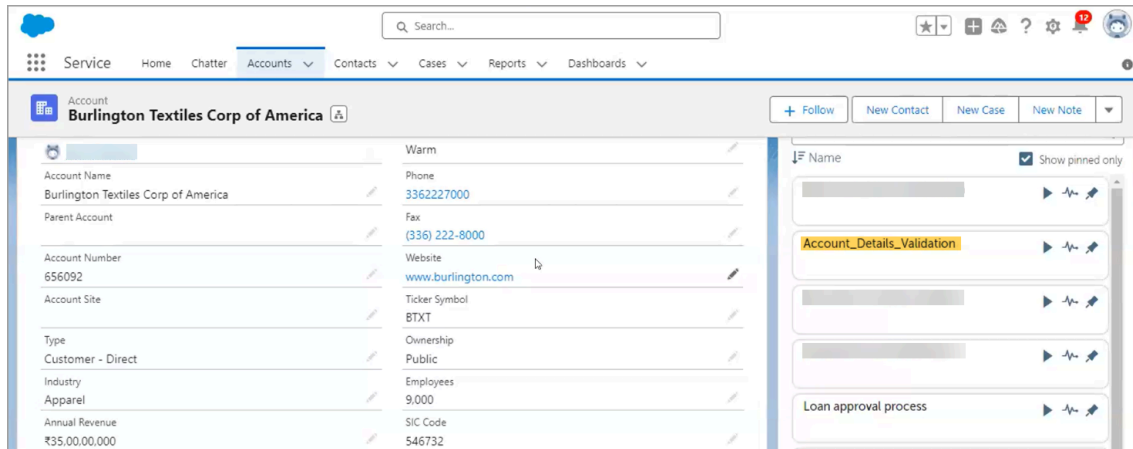 Search...
12
Service Home Chatter Accounts Contacts Cases Reports Dashboards
Account
Burlington Textiles Corp of America
Follow New Contact New Case New Note
Warm
Account Name
Burlington Textiles Corp of America
Phone
3362227000
Parent Account
Fax
(336) 222-8000
Account Number
656092
Website
www.burlington.com
Account Site
Ticker Symbol
BTXT
Type
Customer - Direct
Ownership
Public
Industry
Apparel
Employees
9,000
Annual Revenue
₹35,00,00,000
SIC Code
546732
Name
Show pinned only
Account_Details_Validation
Loan approval process